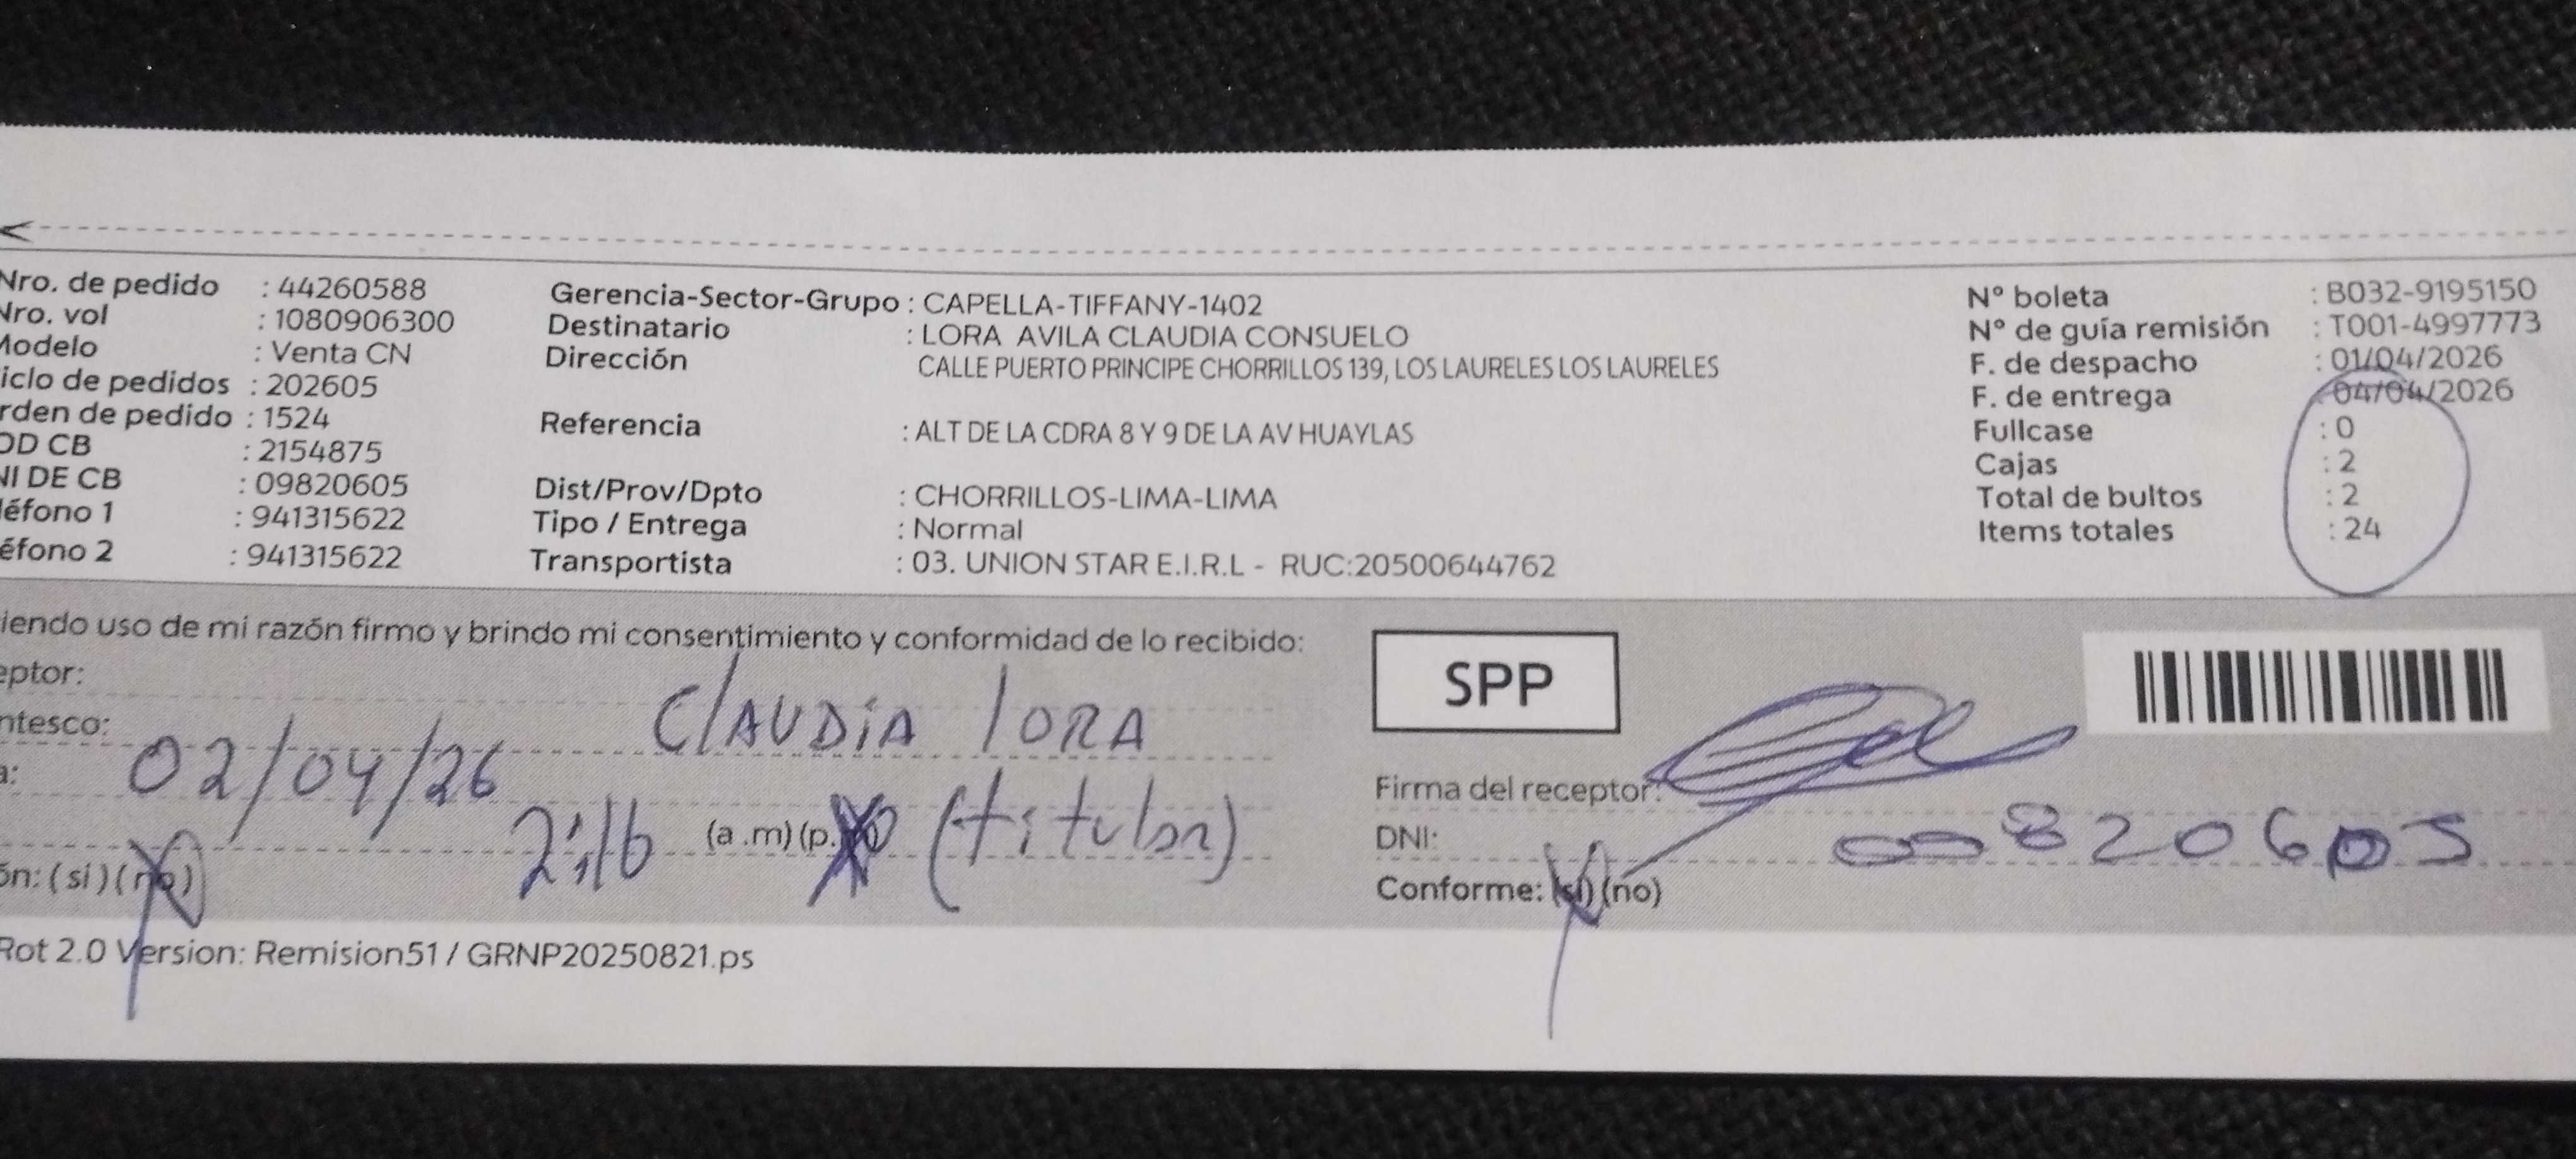 Nro. de pedido : 44260588
Nro. vol : 1080906300
Modelo : Venta CN
iclo de pedidos : 202605
rden de pedido : 1524
OD CB : 2154875
NI DE CB : 09820605
léfono 1 : 941315622
éfono 2 : 941315622
Gerencia-Sector-Grupo : CAPELLA-TIFFANY-1402
Destinatario : LORA AVILA CLAUDIA CONSUELO
Dirección CALLE PUERTO PRINCIPE CHORRILLOS 139, LOS LAURELES LOS LAURELES
Referencia : ALT DE LA CDRA 8 Y 9 DE LA AV HUAYLAS
Dist/Prov/Dpto : CHORRILLOS-LIMA-LIMA
Tipo / Entrega : Normal
Transportista : 03. UNION STAR E.I.R.L - RUC:20500644762
N° boleta : B032-9195150
N° de guía remisión : T001-4997773
F. de despacho : 01/04/2026
F. de entrega : 04/04/2026
Fullcase : 0
Cajas : 2
Total de bultos : 2
Items totales : 24
iendo uso de mi razón firmo y brindo mi consentimiento y conformidad de lo recibido:
eptor: ClAUDiA lORA
ntesco:
a: 02/04/26
2:16 (a.m) (p. (titular)
ón: (si) (no)
SPP
Firma del receptor:
DNI: 820605
Conforme: (si) (no)
Rot 2.0 Version: Remision51 / GRNP20250821.ps